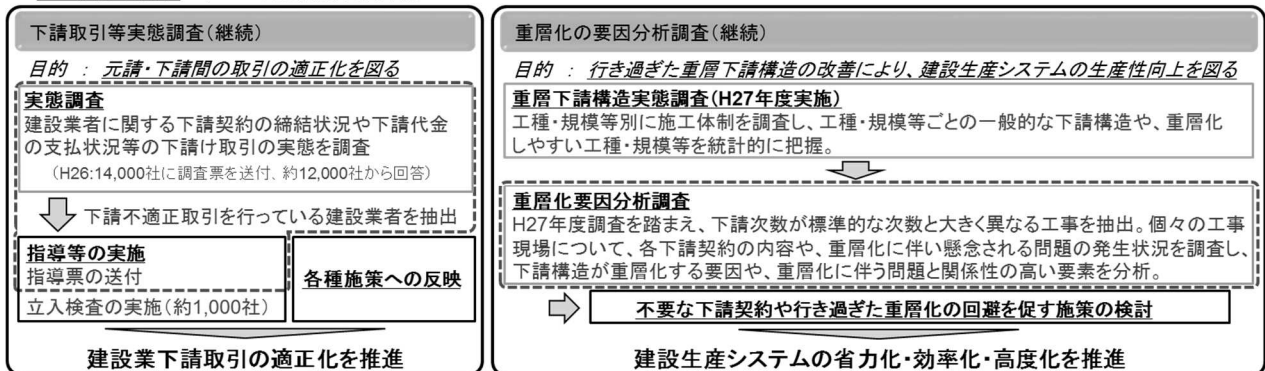 下請取引等実態調査(継続)
目的 : 元請・下請間の取引の適正化を図る
実態調査
建設業者に関する下請契約の締結状況や下請代金
の支払状況等の下請け取引の実態を調査
(H26:14,000社に調査票を送付、約12,000社から回答)
下請不適正取引を行っている建設業者を抽出
指導等の実施
指導票の送付
立入検査の実施(約1,000社)
各種施策への反映
建設業下請取引の適正化を推進
重層化の要因分析調査(継続)
目的 : 行き過ぎた重層下請構造の改善により、建設生産システムの生産性向上を図る
重層下請構造実態調査(H27年度実施)
工種・規模等別に施工体制を調査し、工種・規模等ごとの一般的な下請構造や、重層化
しやすい工種・規模等を統計的に把握。
重層化要因分析調査
H27年度調査を踏まえ、下請次数が標準的な次数と大きく異なる工事を抽出。個々の工事
現場について、各下請契約の内容や、重層化に伴い懸念される問題の発生状況を調査し、
下請構造が重層化する要因や、重層化に伴う問題と関係性の高い要素を分析。
不要な下請契約や行き過ぎた重層化の回避を促す施策の検討
建設生産システムの省力化・効率化・高度化を推進